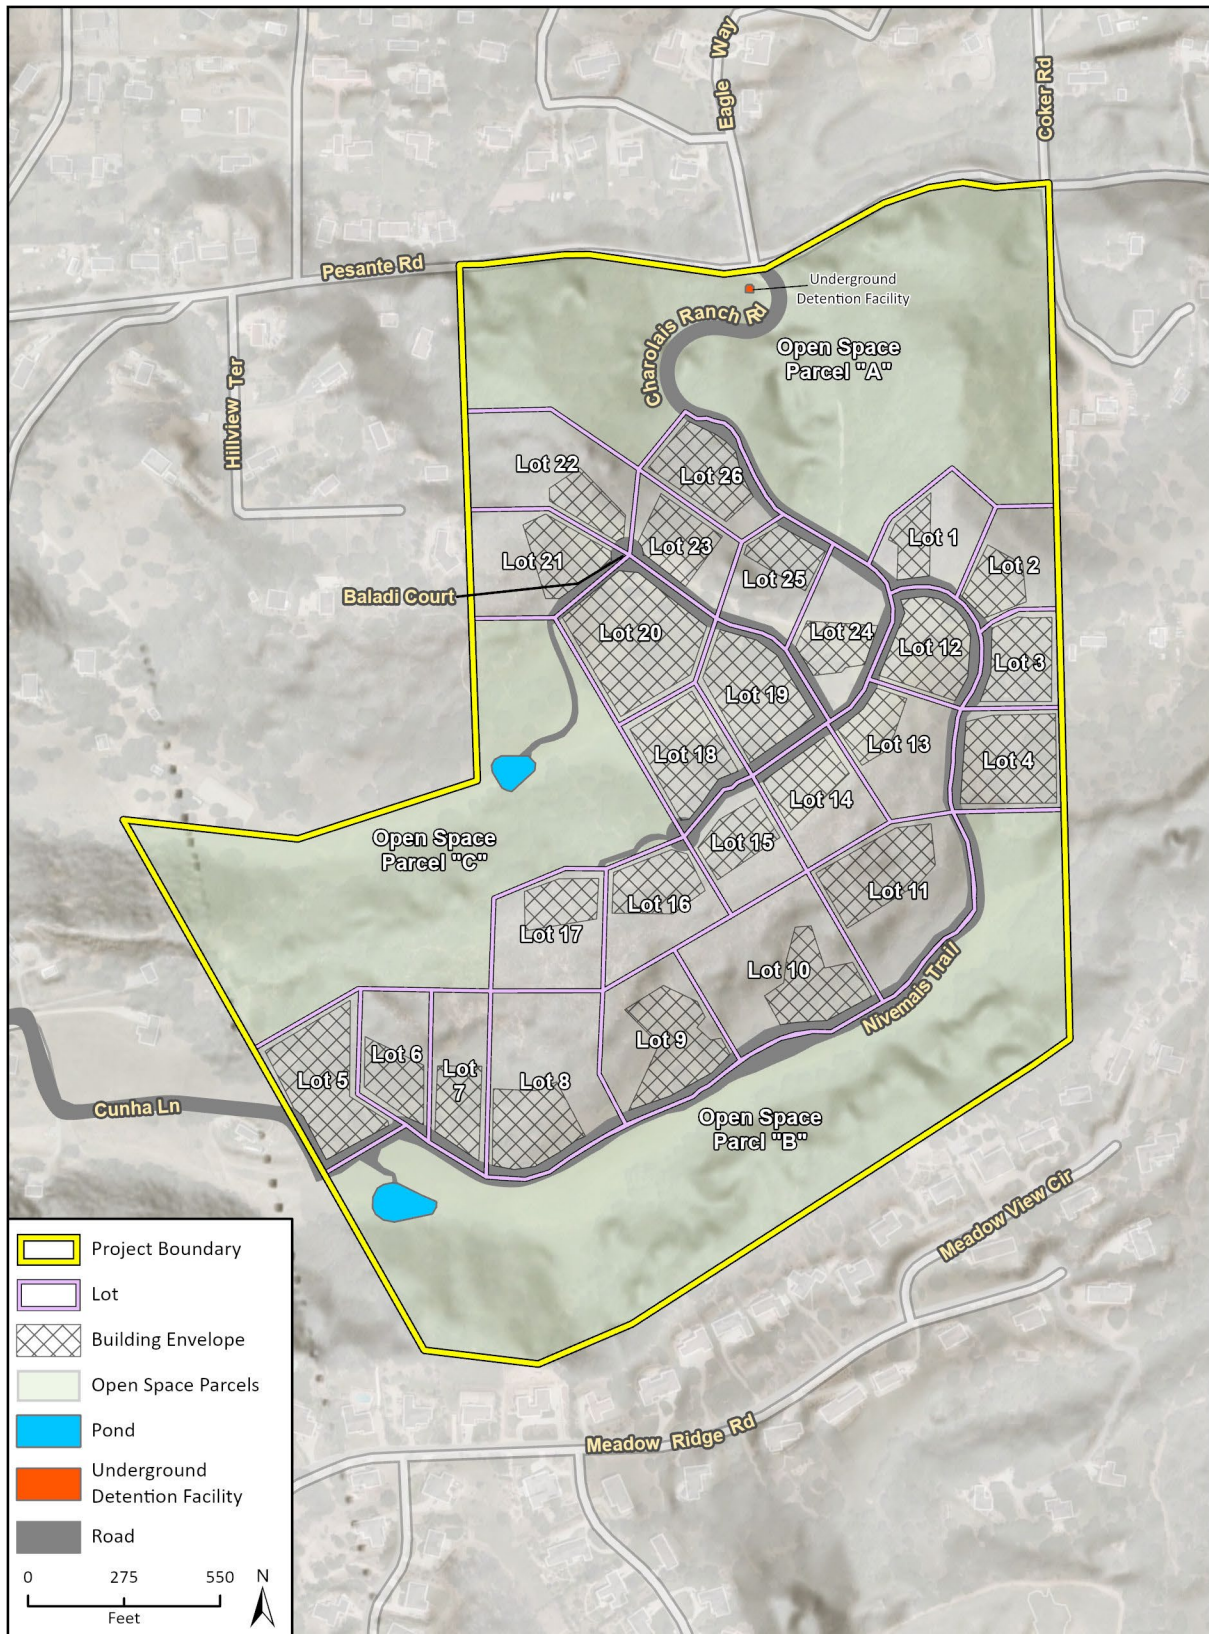 Eagle Way
Coker Rd
Pesante Rd
Underground
Detention Facility
Charolais Ranch Rd
Open Space
Parcel "A"
Hillview Ter
Lot 22
Lot 26
Lot 1
Lot 23
Lot 21
Lot 25
Lot 2
Baladi Court
Lot 20
Lot 24
Lot 12
Lot 3
Lot 19
Lot 18
Lot 13
Lot 4
Lot 14
Open Space
Parcel "C"
Lot 15
Lot 16
Lot 11
Lot 17
Lot 10
Nivemais Trail
Lot 9
Lot 6
Lot
7
Lot 5
Lot 8
Cunha Ln
Open Space
Parcl "B"
Meadow View Cir
Meadow Ridge Rd
Project Boundary
Lot
Building Envelope
Open Space Parcels
Pond
Underground
Detention Facility
Road
0 275 550
Feet
N